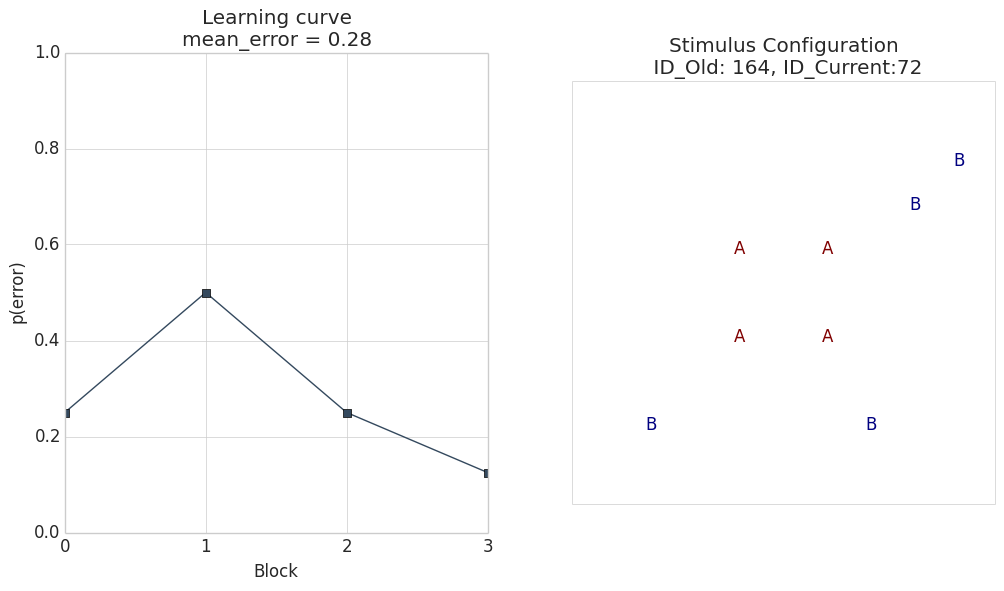 Learning curve
mean_error = 0.28
1.0
0.8
0.6
0.4
0.2
0.0
p(error)
0 1 2 3
Block
Stimulus Configuration
ID_Old: 164, ID_Current:72
B
B
A A
A A
B B